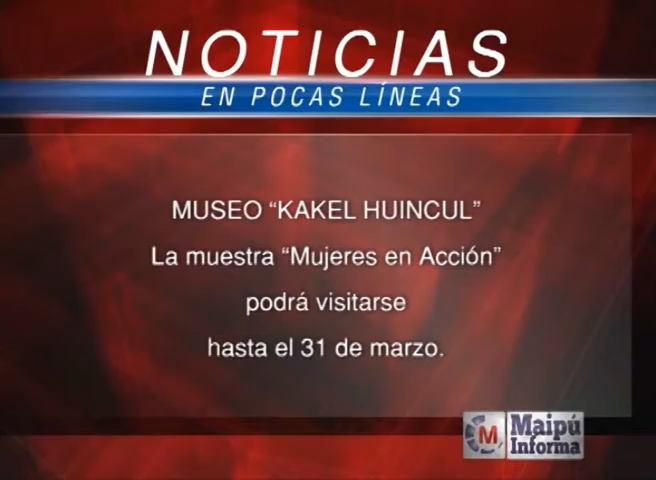 NOTICIAS
EN POCAS LÍNEAS
MUSEO “KAKEL HUINCUL”
La muestra “Mujeres en Acción”
podrá visitarse
hasta el 31 de marzo.
M Maipú
Informa